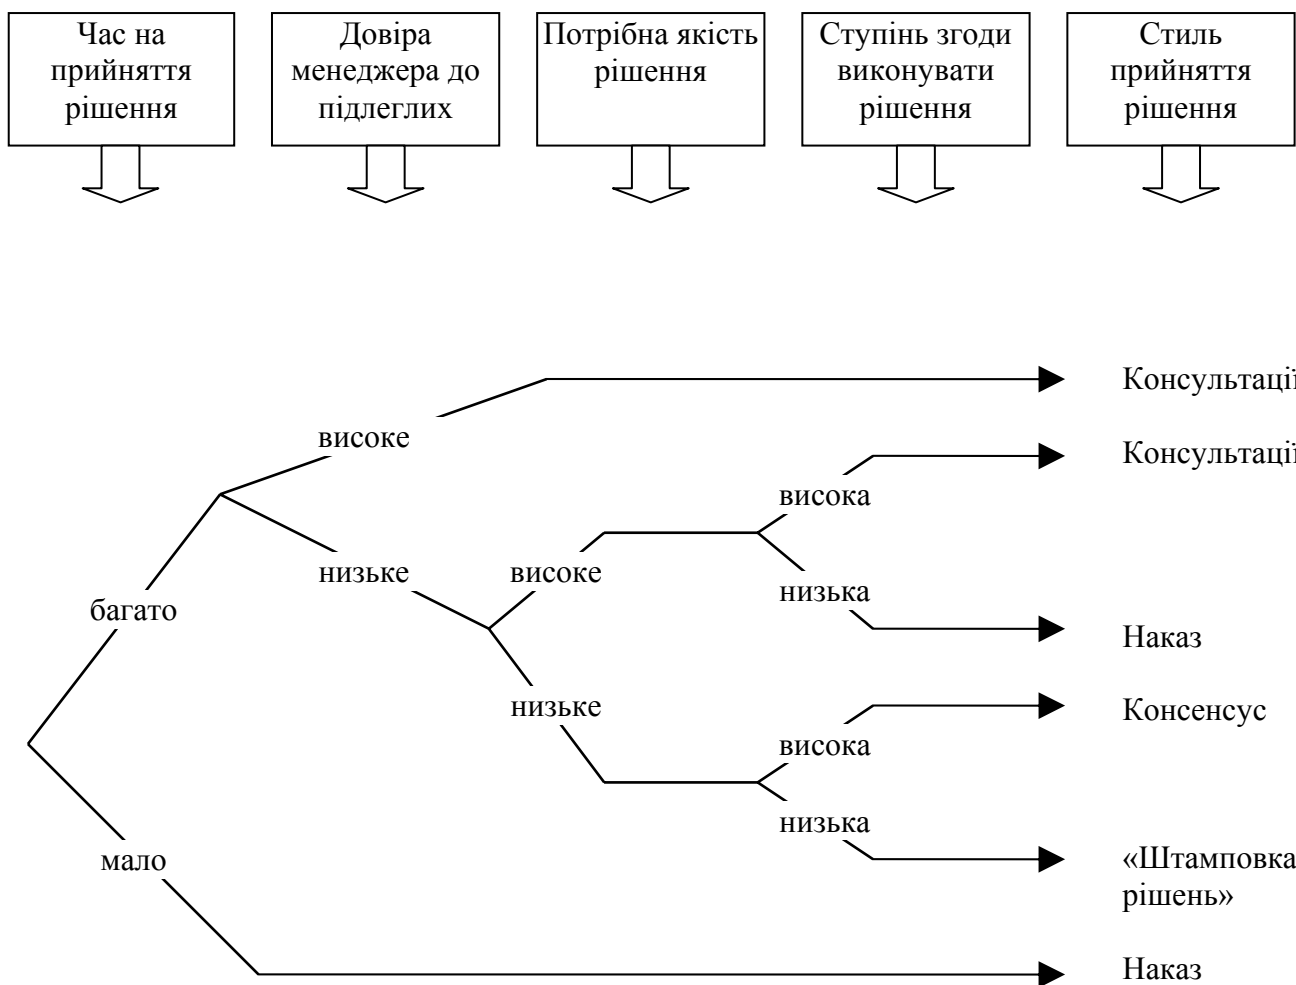 Час на
прийняття
рішення
Довіра
менеджера до
підлеглих
Потрібна якість
рішення
Ступінь згоди
виконувати
рішення
Стиль
прийняття
рішення
Консультації
високе
Консультації
висока
низьке
високе
низька
багато
Наказ
низьке
Консенсус
висока
низька
мало
«Штамповка
рішень»
Наказ